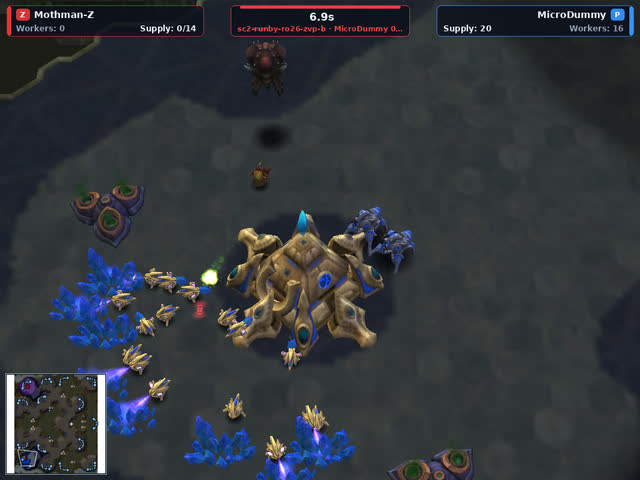 Z Mothman-Z
Workers: 0 Supply: 0/14
6.9s
sc2-runby-ro26-zvp-b · MicroDummy 0...
MicroDummy P
Supply: 20 Workers: 16